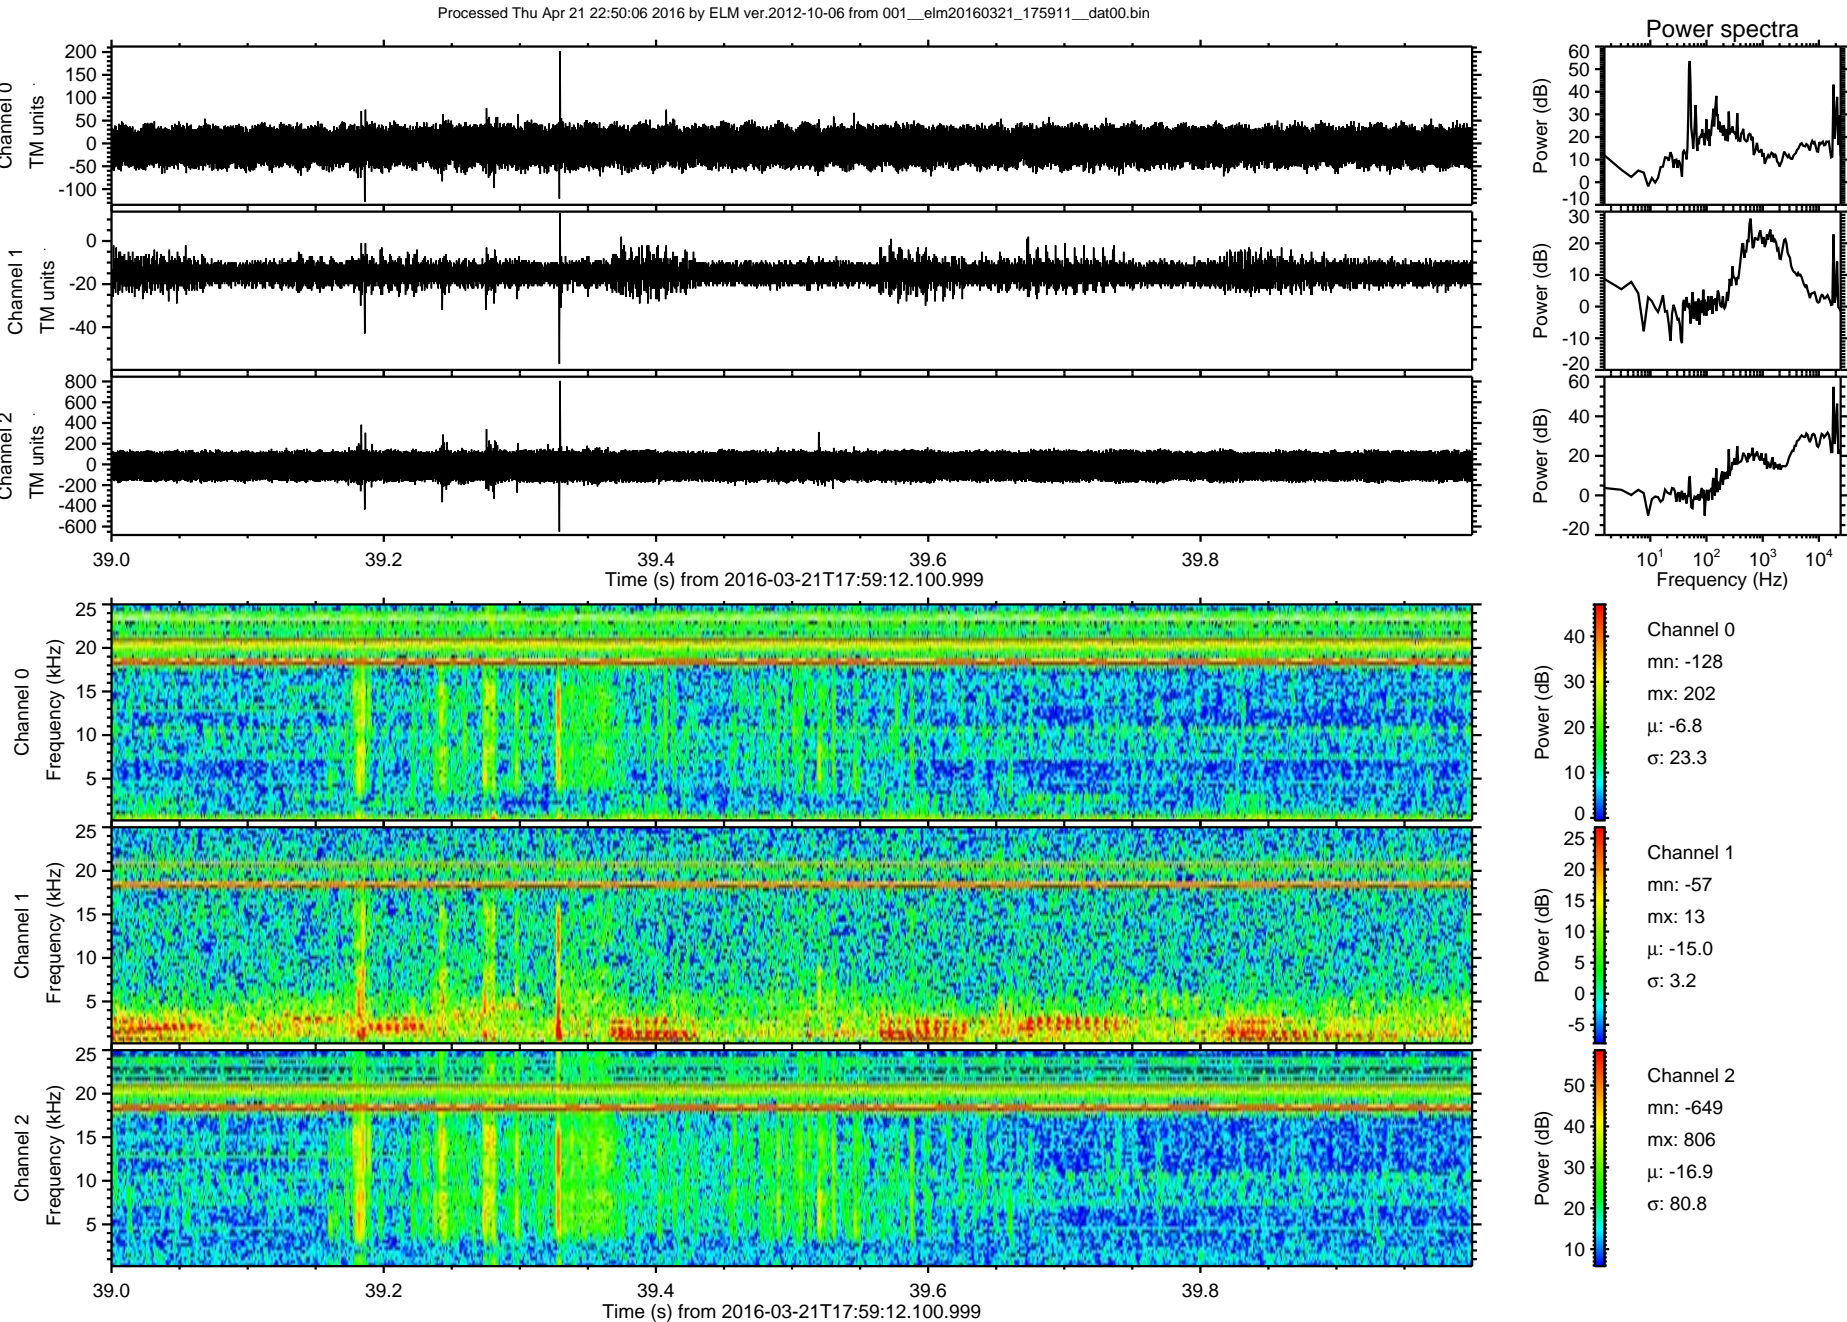 Processed Thu Apr 21 22:50:06 2016 by ELM ver.2012-10-06 from 001__elm20160321_175911__dat00.bin
Power spectra
Channel 0
TM units
200
150
100
50
0
-50
-100
Power (dB)
60
50
40
30
20
10
0
-10
Channel 1
TM units
0
-20
-40
Power (dB)
30
20
10
0
-10
-20
Channel 2
TM units
800
600
400
200
0
-200
-400
-600
Power (dB)
60
40
20
0
-20
39.0 39.2 39.4 39.6 39.8
Time (s) from 2016-03-21T17:59:12.100.999
10¹ 10² 10³ 10⁴
Frequency (Hz)
Channel 0
Frequency (kHz)
25
20
15
10
5
Power (dB)
40
30
20
10
0
Channel 0
mn: -128
mx: 202
µ: -6.8
σ: 23.3
Channel 1
Frequency (kHz)
25
20
15
10
5
Power (dB)
25
20
15
10
5
0
-5
Channel 1
mn: -57
mx: 13
µ: -15.0
σ: 3.2
Channel 2
Frequency (kHz)
25
20
15
10
5
Power (dB)
50
40
30
20
10
Channel 2
mn: -649
mx: 806
µ: -16.9
σ: 80.8
39.0 39.2 39.4 39.6 39.8
Time (s) from 2016-03-21T17:59:12.100.999